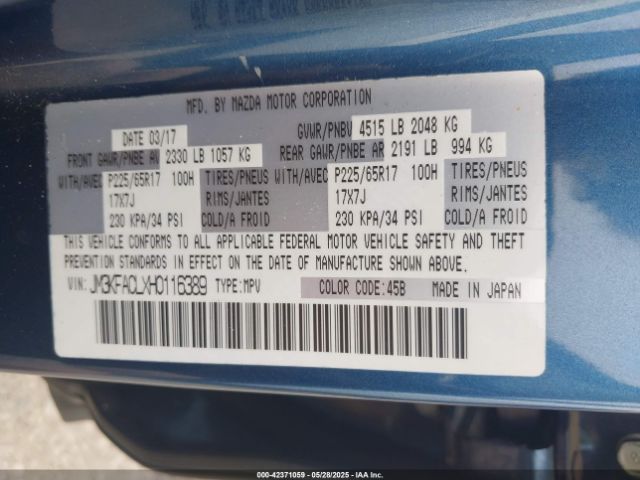 MFD. BY MAZDA MOTOR CORPORATION
DATE 03/17 GVWR/PNBV 4515 LB 2048 KG
FRONT GAWR/PNBE AV 2330 LB 1057 KG REAR GAWR/PNBE AR 2191 LB 994 KG
WITH/AVEC P225/65R17 100H TIRES/PNEUS WITH/AVEC P225/65R17 100H TIRES/PNEUS
17X7J RIMS/JANTES 17X7J RIMS/JANTES
230 KPA/34 PSI COLD/A FROID 230 KPA/34 PSI COLD/A FROID
THIS VEHICLE CONFORMS TO ALL APPLICABLE FEDERAL MOTOR VEHICLE SAFETY AND THEFT
PREVENTION STANDARDS IN EFFECT ON THE DATE OF MANUFACTURE SHOWN ABOVE.
VIN: JM3KFACLXH0116389 TYPE:MPV COLOR CODE:45B MADE IN JAPAN
000-42371059 - 05/28/2025 - IAA Inc.